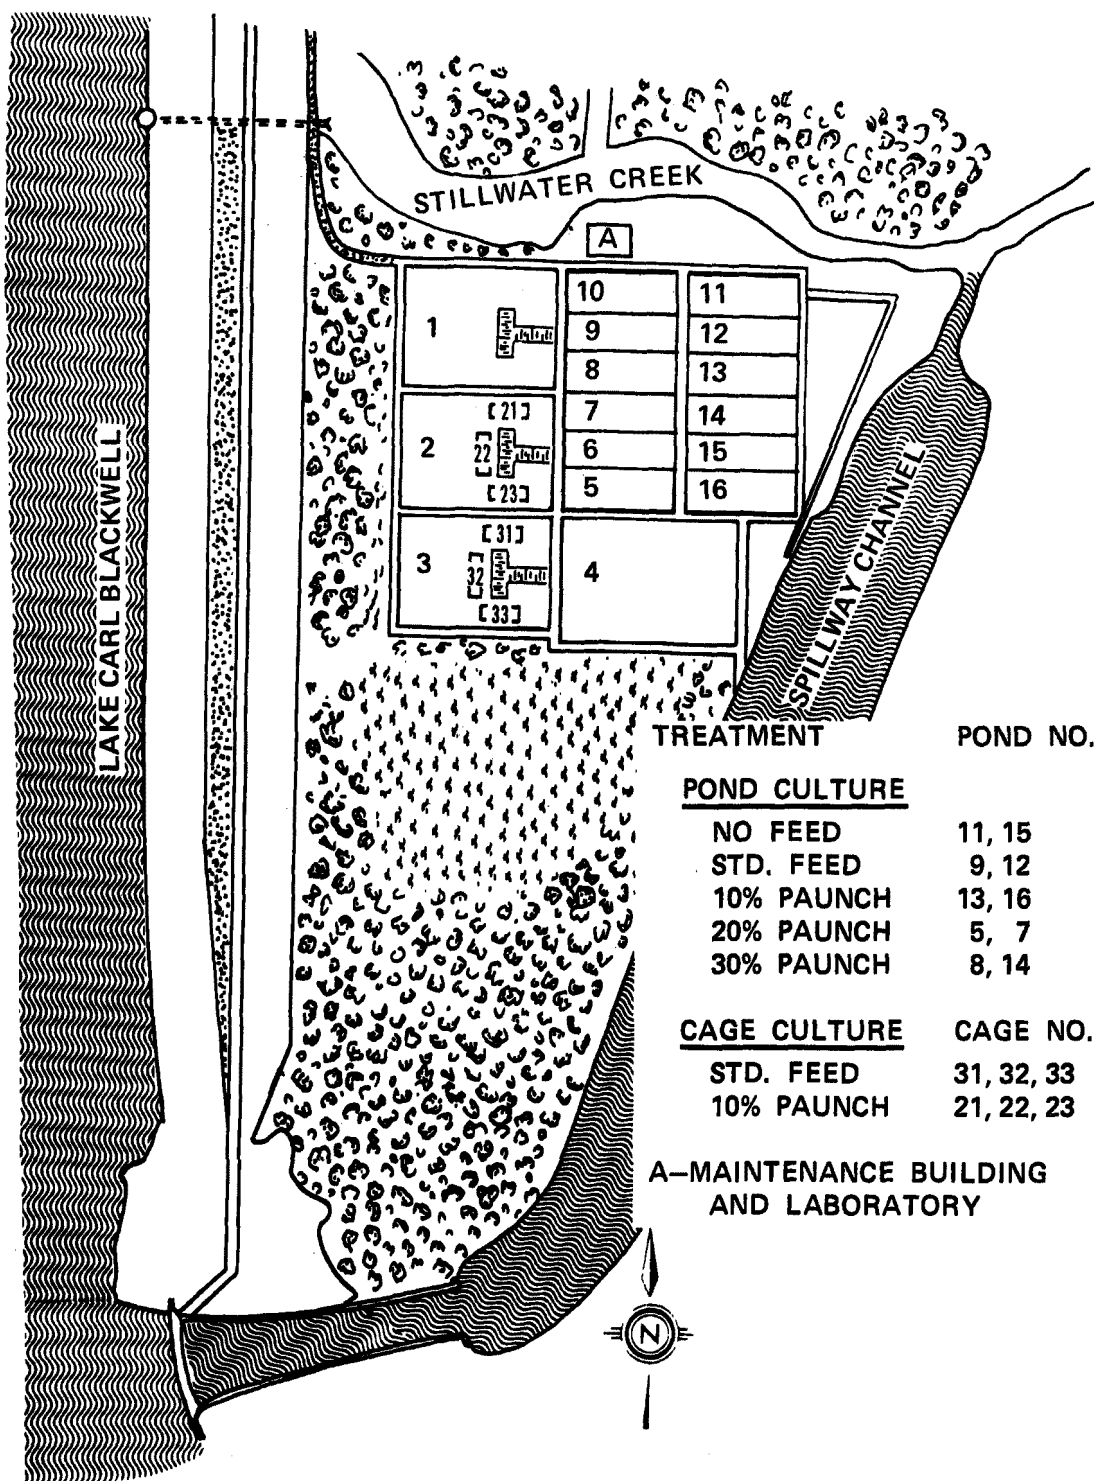 STILLWATER CREEK
A
LAKE CARL BLACKWELL
1
10
11
9
12
8
13
2
21
22
23
7
14
6
15
5
16
3
31
32
33
4
SPILLWAY CHANNEL
TREATMENT POND NO.
POND CULTURE
NO FEED 11, 15
STD. FEED 9, 12
10% PAUNCH 13, 16
20% PAUNCH 5, 7
30% PAUNCH 8, 14
CAGE CULTURE CAGE NO.
STD. FEED 31, 32, 33
10% PAUNCH 21, 22, 23
A–MAINTENANCE BUILDING
AND LABORATORY
N